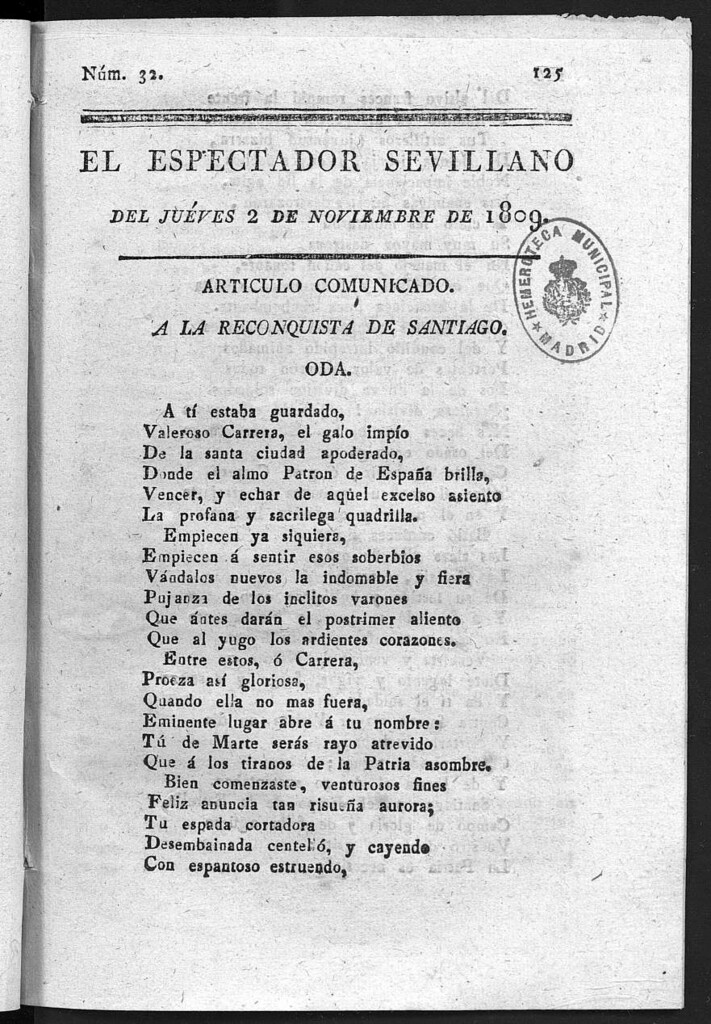 Núm. 32.
125
EL ESPECTADOR SEVILLANO
DEL JUÉVES 2 DE NOVIEMBRE DE 1809.
HEMEROTECA MUNICIPAL
MADRID
ARTICULO COMUNICADO.
A LA RECONQUISTA DE SANTIAGO.
ODA.
A tí estaba guardado,
Valeroso Carrera, el galo impío
De la santa ciudad apoderado,
Donde el almo Patron de España brilla,
Vencer, y echar de aquel excelso asiento
La profana y sacrilega quadrilla.
Empiecen ya siquiera,
Empiecen á sentir esos soberbios
Vándalos nuevos la indomable y fiera
Pujanza de los inclitos varones
Que ántes darán el postrimer aliento
Que al yugo los ardientes corazones.
Entre estos, ó Carrera,
Proeza así gloriosa,
Quando ella no mas fuera,
Eminente lugar abre á tu nombre:
Tú de Marte serás rayo atrevido
Que á los tiranos de la Patria asombre.
Bien comenzaste, venturosos fines
Feliz anuncia tan risueña aurora;
Tu espada cortadora
Desembainada centelló, y cayendo
Con espantoso estruendo,